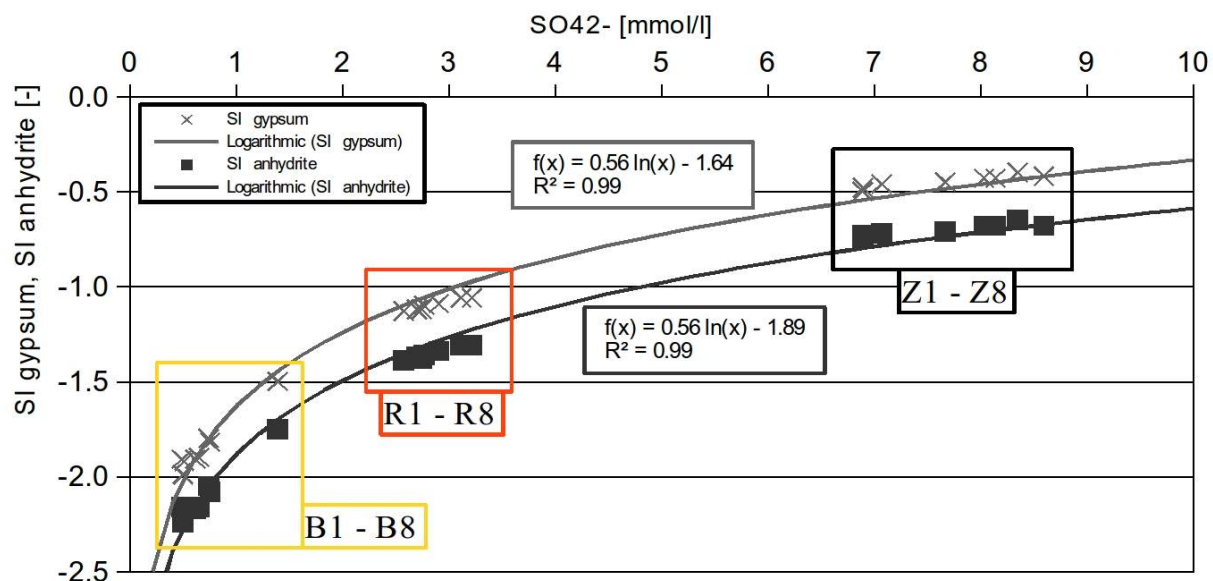 SO42- [mmol/l]
0 1 2 3 4 5 6 7 8 9 10
SI gypsum, SI anhydrite [-]
0.0
-0.5
-1.0
-1.5
-2.0
-2.5
SI gypsum
Logarithmic (SI gypsum)
SI anhydrite
Logarithmic (SI anhydrite)
f(x) = 0.56 ln(x) - 1.64
R² = 0.99
Z1 - Z8
f(x) = 0.56 ln(x) - 1.89
R² = 0.99
R1 - R8
B1 - B8